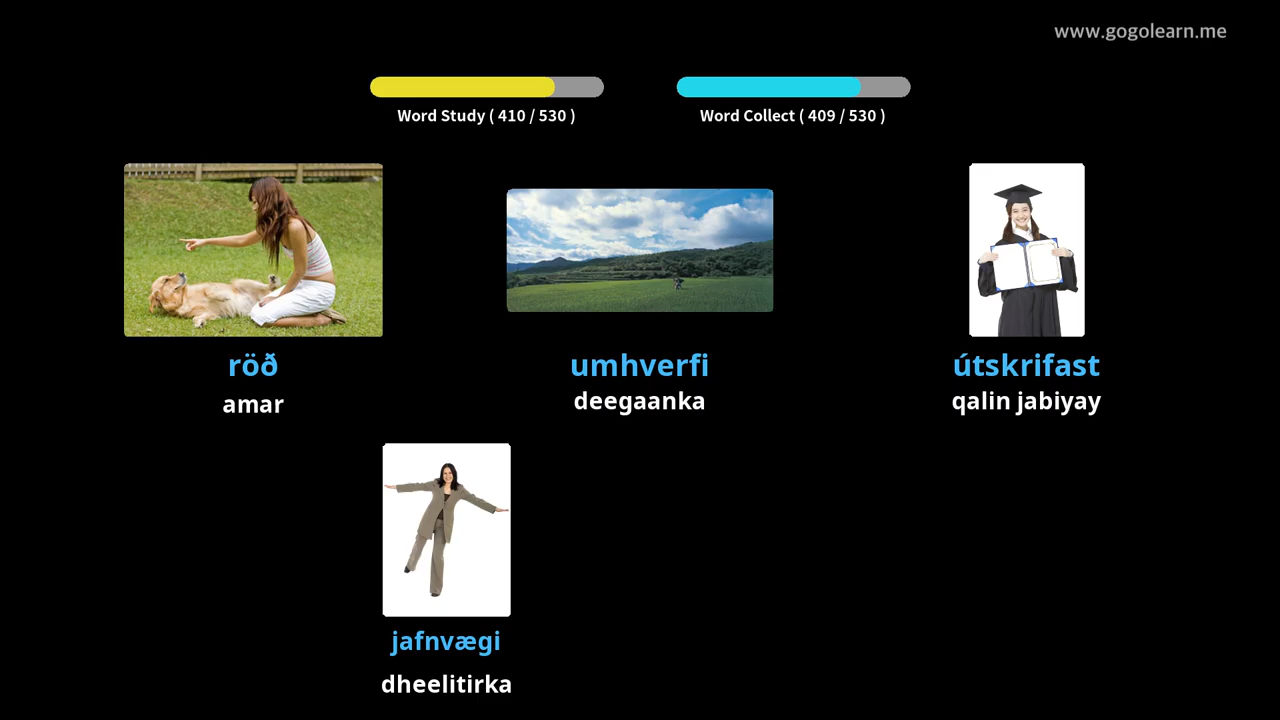 www.gogolearn.me
Word Study ( 410 / 530 )
Word Collect ( 409 / 530 )
röð
amar
umhverfi
deegaanka
útskrifast
qalin jabiyay
jafnvægi
dheelitirka